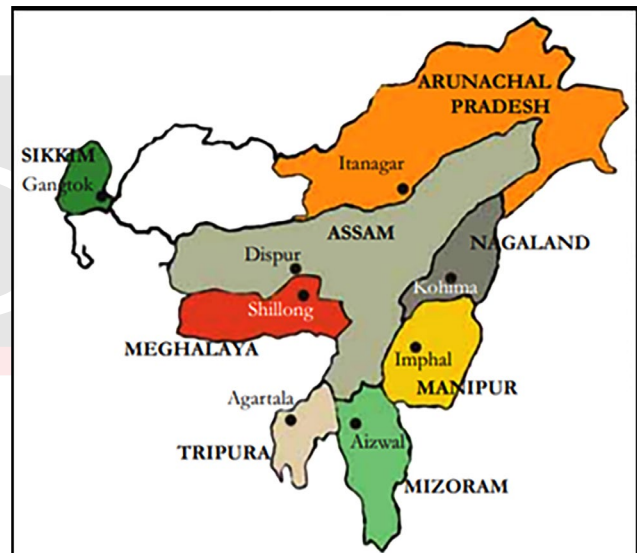 ARUNACHAL
PRADESH
SIKKIM
Gangtok
Itanagar
ASSAM
NAGALAND
Dispur
Kohima
Shillong
MEGHALAYA
Imphal
MANIPUR
Agartala
Aizwal
TRIPURA
MIZORAM